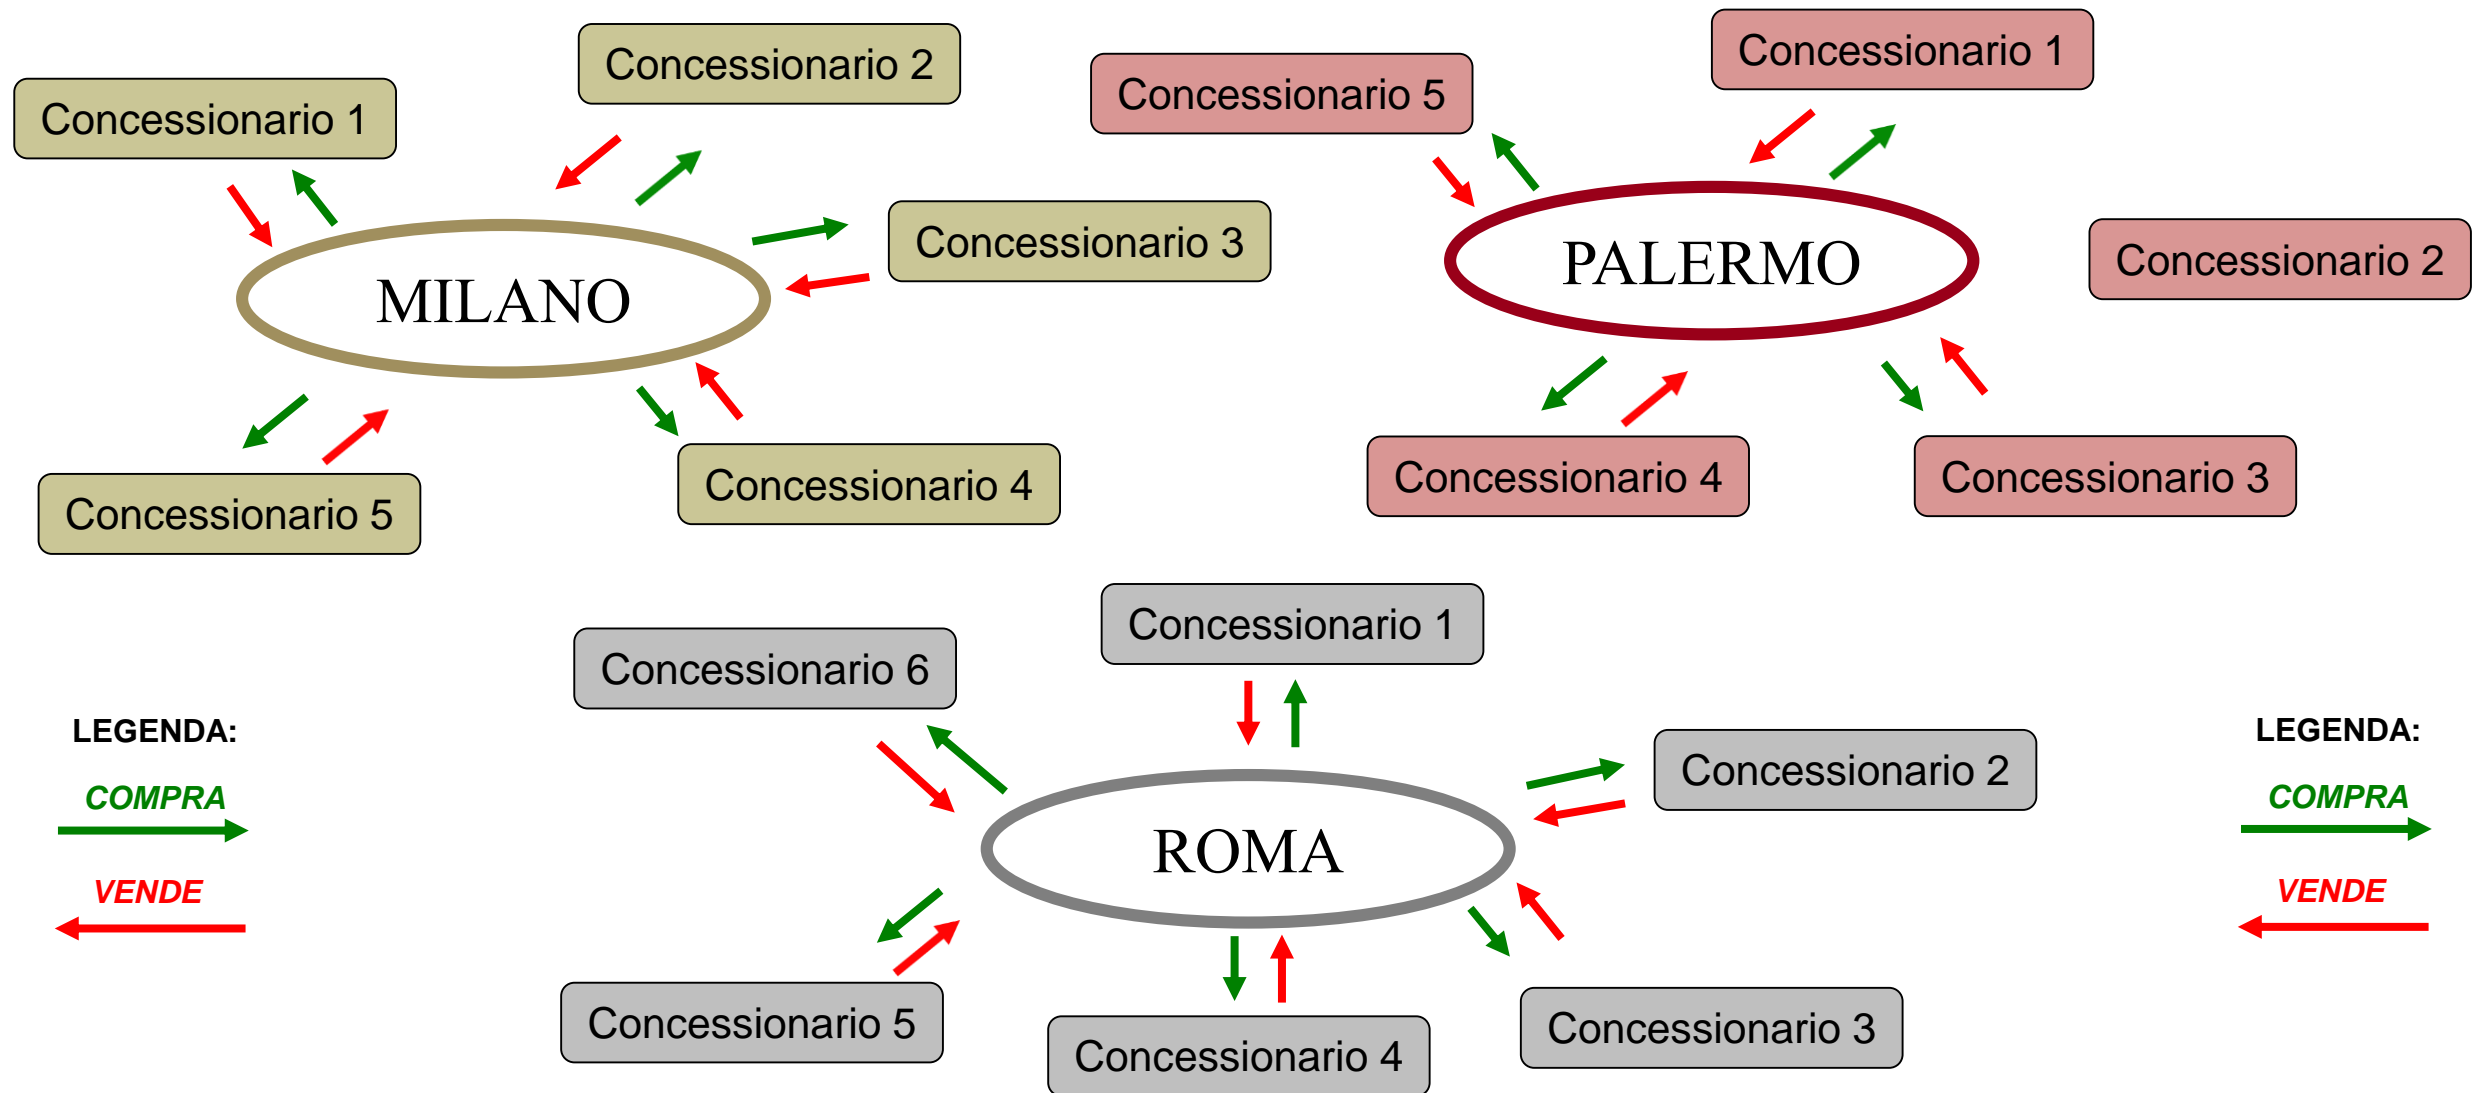 Concessionario 1
Concessionario 2
Concessionario 3
MILANO
Concessionario 4
Concessionario 5
Concessionario 5
Concessionario 1
PALERMO
Concessionario 2
Concessionario 4
Concessionario 3
Concessionario 6
Concessionario 1
Concessionario 2
ROMA
Concessionario 5
Concessionario 4
Concessionario 3
LEGENDA:
COMPRA
VENDE
LEGENDA:
COMPRA
VENDE